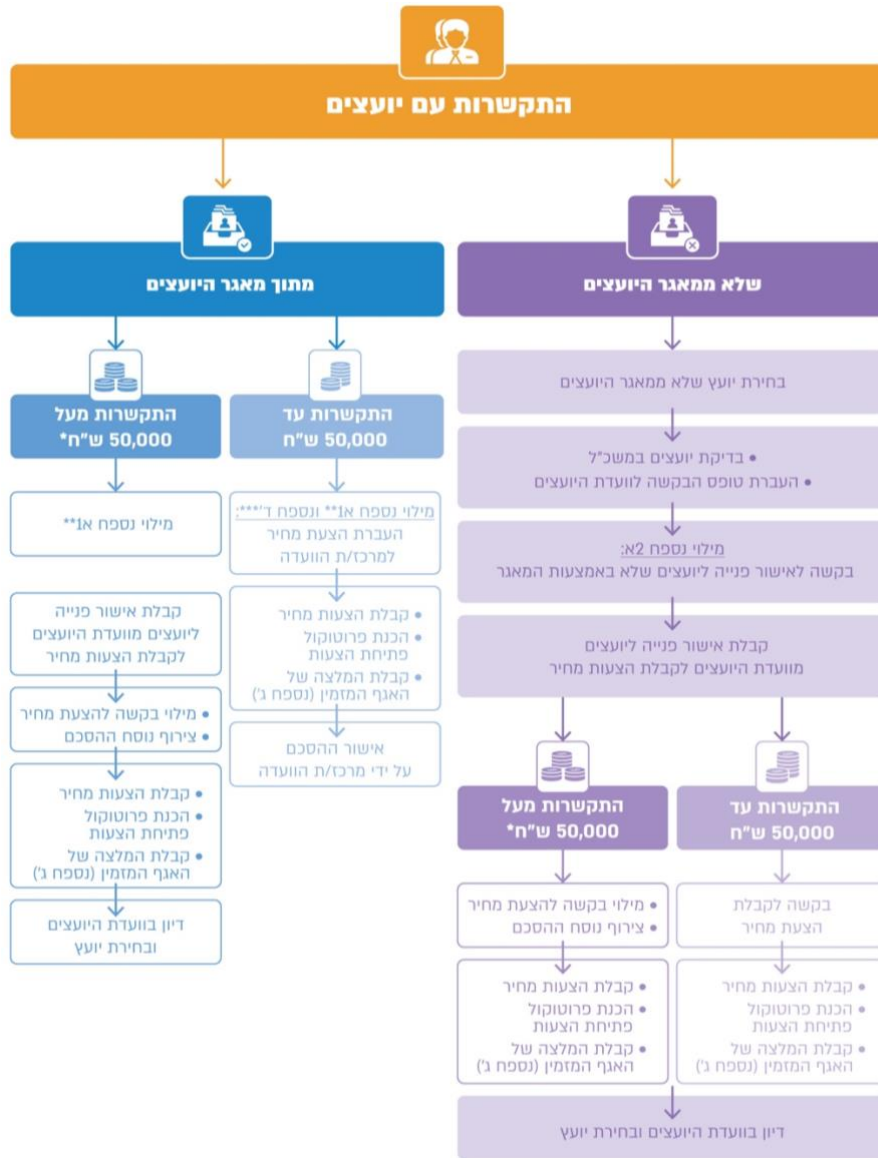 התקשרות עם יועצים
שלא ממאגר היועצים
בחירת יועץ שלא ממאגר היועצים
• בדיקת יועצים במשכ"ל
• העברת טופס הבקשה לוועדת היועצים
מילוי נספח 2א:
בקשה לאישור פנייה ליועצים שלא באמצעות המאגר
קבלת אישור פנייה ליועצים
מוועדת היועצים לקבלת הצעות מחיר
התקשרות עד
50,000 ש"ח
בקשה לקבלת
הצעת מחיר
• קבלת הצעות מחיר
• הכנת פרוטוקול
פתיחת הצעות
• קבלת המלצה של
האגף המזמין (נספח ג')
התקשרות מעל
50,000 ש"ח*
• מילוי בקשה להצעת מחיר
• צירוף נוסח ההסכם
• קבלת הצעות מחיר
• הכנת פרוטוקול
פתיחת הצעות
• קבלת המלצה של
האגף המזמין (נספח ג')
דיון בוועדת היועצים ובחירת יועץ
מתוך מאגר היועצים
התקשרות עד
50,000 ש"ח
מילוי נספח א1** ונספח ד'***:
העברת הצעת מחיר
למרכז/ת הוועדה
• קבלת הצעות מחיר
• הכנת פרוטוקול
פתיחת הצעות
• קבלת המלצה של
האגף המזמין (נספח ג')
אישור ההסכם
על ידי מרכז/ת הוועדה
התקשרות מעל
50,000 ש"ח*
מילוי נספח א1**
קבלת אישור פנייה
ליועצים מוועדת היועצים
לקבלת הצעות מחיר
• מילוי בקשה להצעת מחיר
• צירוף נוסח ההסכם
• קבלת הצעות מחיר
• הכנת פרוטוקול
פתיחת הצעות
• קבלת המלצה של
האגף המזמין (נספח ג')
דיון בוועדת היועצים
ובחירת יועץ